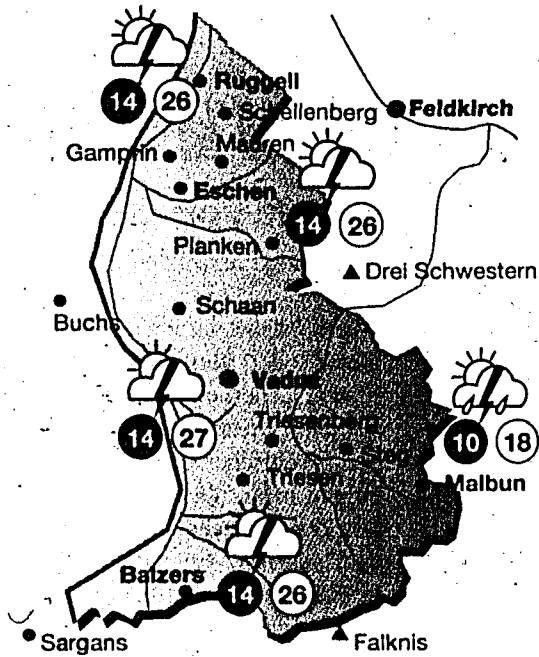 Ruggell
14 26
Schellenberg
Feldkirch
Gamprin
Mauren
Eschen
14 26
Planken
Drei Schwestern
Buchs
Schaan
Vaduz
14 27
Triesenberg
Steg
10 18
Triesen
Malbun
Balzers
14 26
Sargans
Falknis